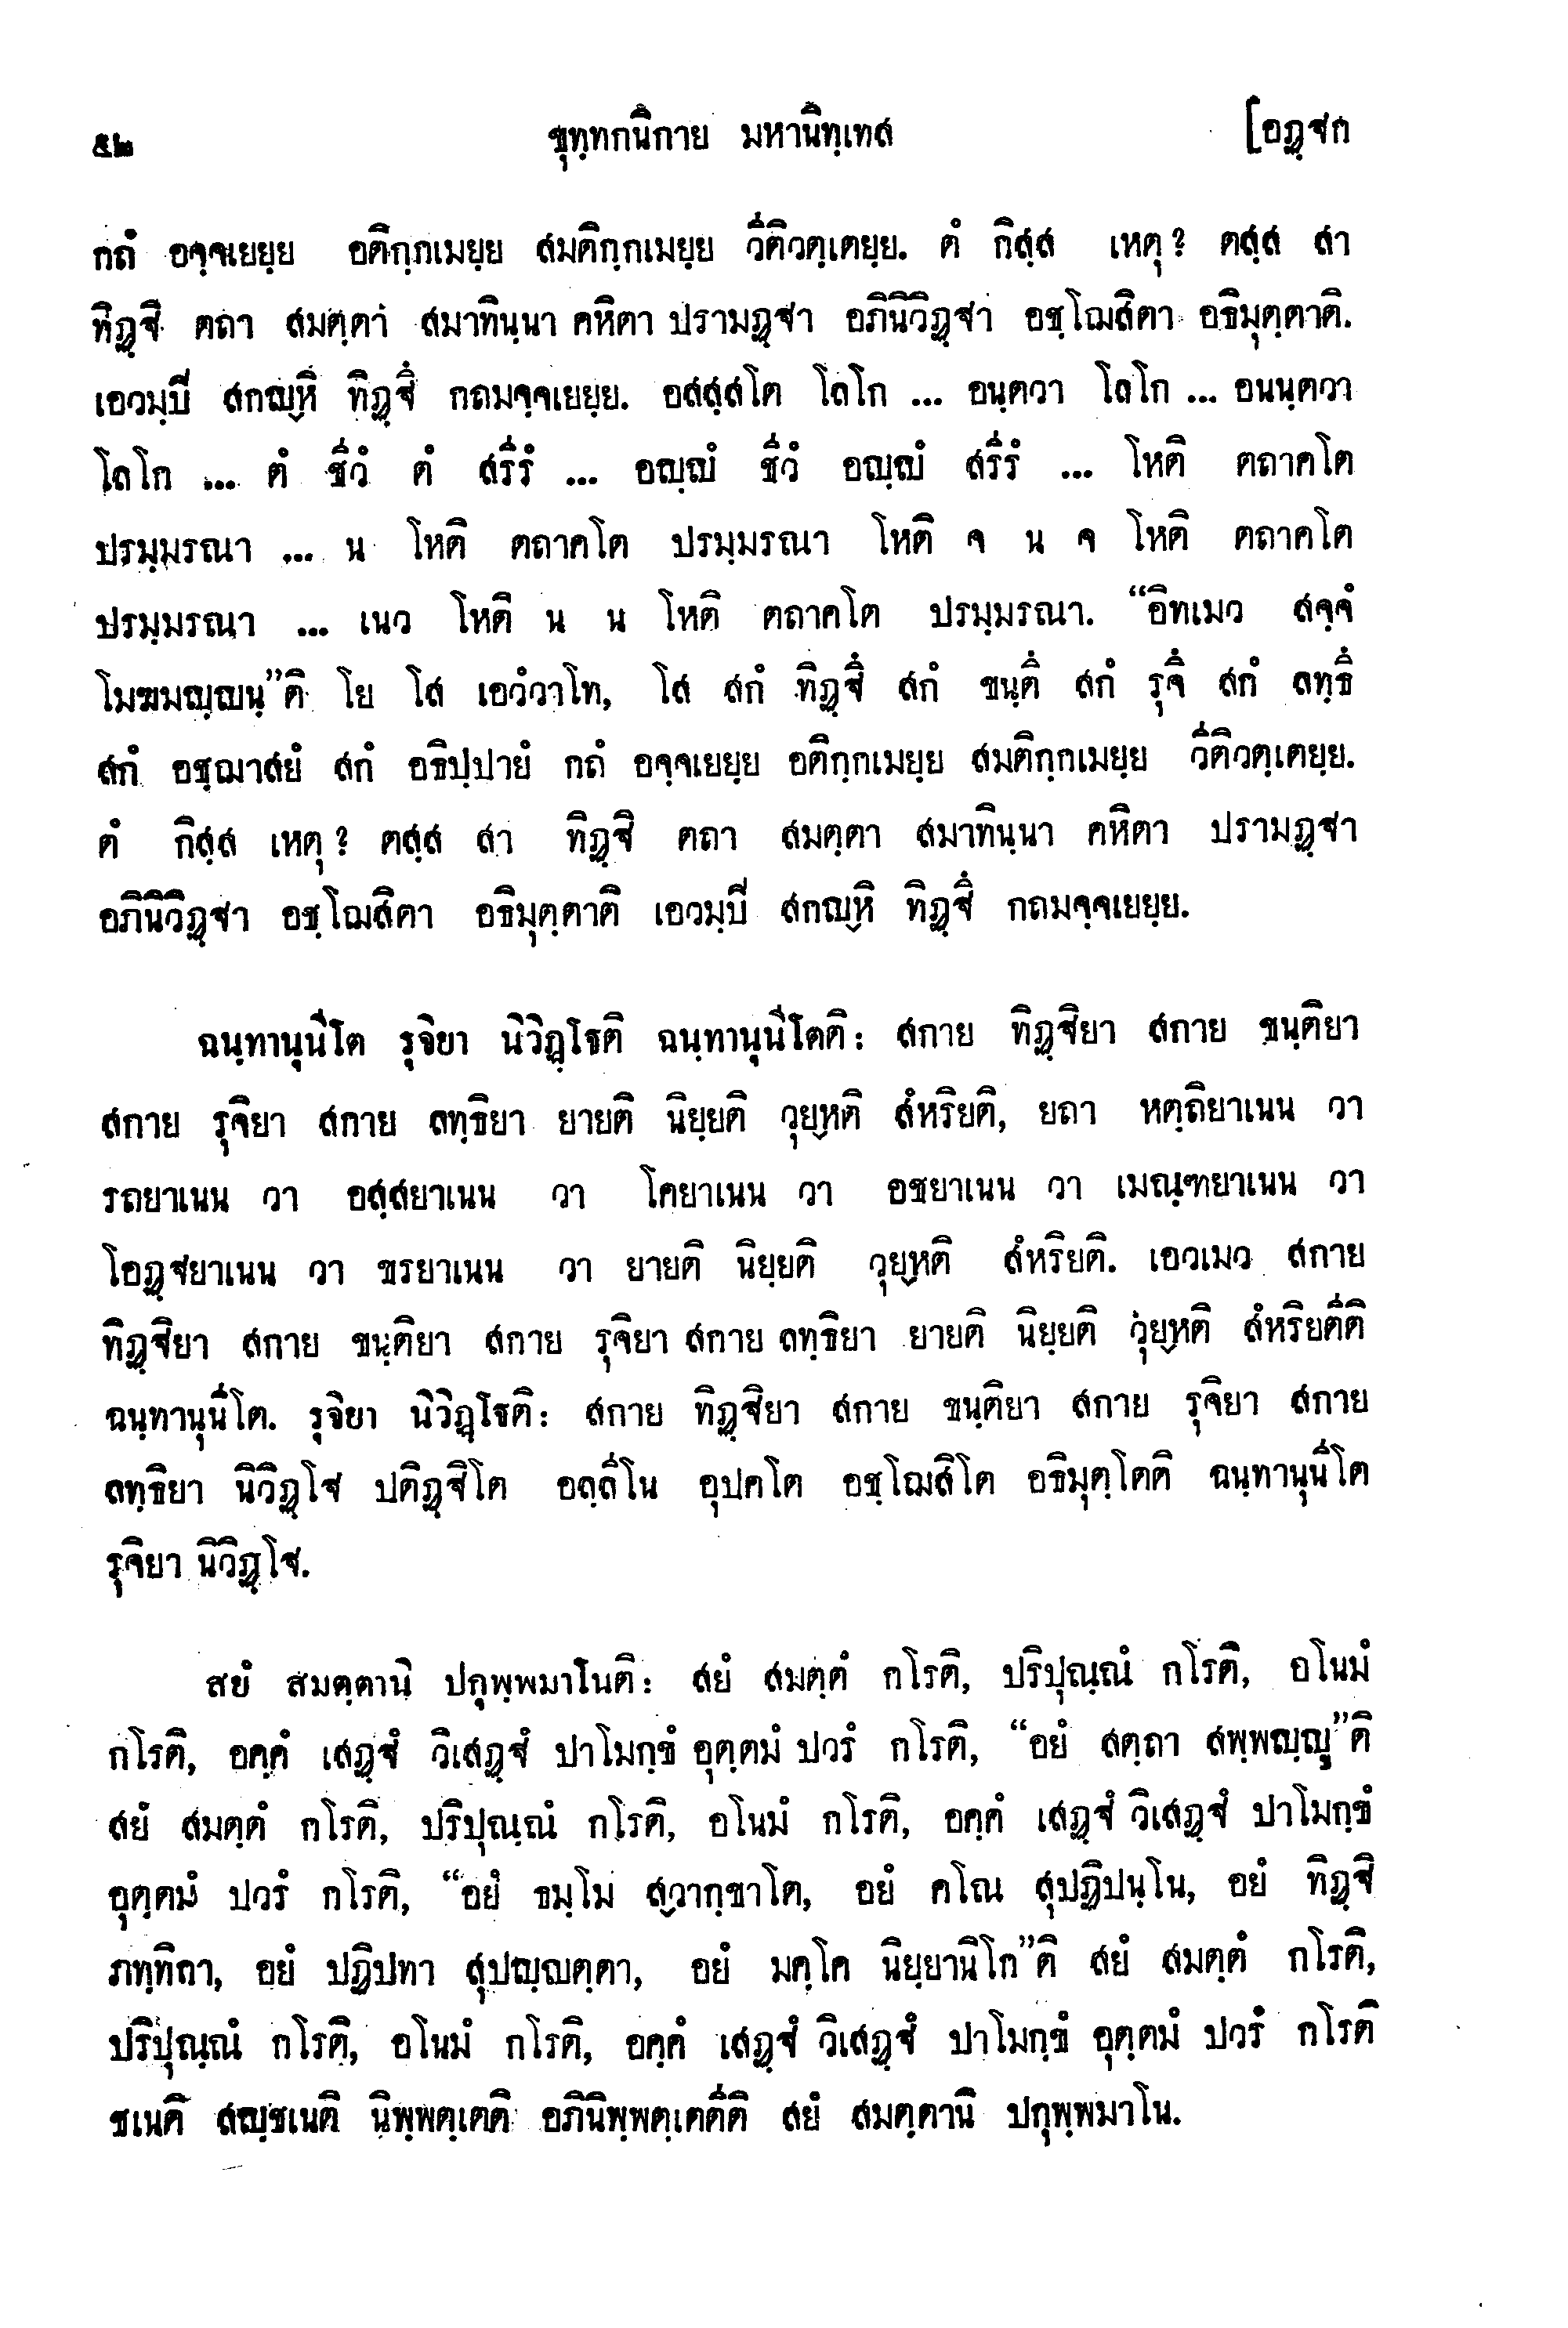 ๕๒ ขุทฺทกนิกาย มหานิทฺเทส [อฏฺฐก
กถํ อจฺจเยยฺย อติกฺกเมยฺย สมติกฺกเมยฺย วีติวตฺเตยฺย. ตํ กิสฺส เหตุ ? ตสฺส สา
ทิฏฺฐิ ตถา สมตฺตา สมาทินฺนา คหิตา ปรามฏฺฐา อภินิวิฏฺฐา อชฺโฌสิตา อธิมุตฺตาติ.
เอวมฺปิ สกญฺหิ ทิฏฺฐึ กถมจฺจเยยฺย. อสสฺสโต โลโก ... อนฺตวา โลโก ... อนนฺตวา
โลโก ... ตํ ชีวํ ตํ สรีรํ ... อญฺญํ ชีวํ อญฺญํ สรีรํ ... โหติ ตถาคโต
ปรมฺมรณา ... น โหติ ตถาคโต ปรมฺมรณา โหติ จ น จ โหติ ตถาคโต
ปรมฺมรณา ... เนว โหติ น น โหติ ตถาคโต ปรมฺมรณา. “อิทเมว สจฺจํ
โมฆมญฺญนฺ”ติ โย โส เอวํวาโท, โส สกํ ทิฏฺฐึ สกํ ขนฺตึ สกํ รุจึ สกํ ลทฺธึ
สกํ อชฺฌาสยํ สกํ อธิปฺปายํ กถํ อจฺจเยยฺย อติกฺกเมยฺย สมติกฺกเมยฺย วีติวตฺเตยฺย.
ตํ กิสฺส เหตุ ? ตสฺส สา ทิฏฺฐิ ตถา สมตฺตา สมาทินฺนา คหิตา ปรามฏฺฐา
อภินิวิฏฺฐา อชฺโฌสิตา อธิมุตฺตาติ เอวมฺปิ สกญฺหิ ทิฏฺฐึ กถมจฺจเยยฺย.
ฉนฺทานุนีโต รุจิยา นิวิฏฺโฐติ ฉนฺทานุนีโตติ : สกาย ทิฏฺฐิยา สกาย ขนฺติยา
สกาย รุจิยา สกาย ลทฺธิยา ยายติ นิยฺยติ วุยฺหติ สํหริยติ, ยถา หตฺถิยาเนน วา
รถยาเนน วา อสฺสยาเนน วา โคยาเนน วา อชยาเนน วา เมณฺฑยาเนน วา
โอฏฺฐยาเนน วา ขรยาเนน วา ยายติ นิยฺยติ วุยฺหติ สํหริยติ. เอวเมว สกาย
ทิฏฺฐิยา สกาย ขนฺติยา สกาย รุจิยา สกาย ลทฺธิยา ยายติ นิยฺยติ วุยฺหติ สํหริยตีติ
ฉนฺทานุนีโต. รุจิยา นิวิฏฺโฐติ : สกาย ทิฏฺฐิยา สกาย ขนฺติยา สกาย รุจิยา สกาย
ลทฺธิยา นิวิฏฺโฐ ปติฏฺฐิโต อลฺลีโน อุปคโต อชฺโฌสิโต อธิมุตฺโตติ ฉนฺทานุนีโต
รุจิยา นิวิฏฺโฐ.
สยํ สมตฺตานิ ปกุพฺพมาโนติ : สยํ สมตฺตํ กโรติ, ปริปุณฺณํ กโรติ, อโนมํ
กโรติ, อคฺคํ เสฏฺฐํ วิเสฏฺฐํ ปาโมกฺขํ อุตฺตมํ ปวรํ กโรติ, “อยํ สตฺถา สพฺพญฺญู”ติ
สยํ สมตฺตํ กโรติ, ปริปุณฺณํ กโรติ, อโนมํ กโรติ, อคฺคํ เสฏฺฐํ วิเสฏฺฐํ ปาโมกฺขํ
อุตฺตมํ ปวรํ กโรติ, “อยํ ธมฺโม สฺวากฺขาโต, อยํ คโณ สุปฏิปนฺโน, อยํ ทิฏฺฐิ
ภทฺทิกา, อยํ ปฏิปทา สุปญฺญตฺตา, อยํ มคฺโค นิยฺยานิโก”ติ สยํ สมตฺตํ กโรติ,
ปริปุณฺณํ กโรติ, อโนมํ กโรติ, อคฺคํ เสฏฺฐํ วิเสฏฺฐํ ปาโมกฺขํ อุตฺตมํ ปวรํ กโรติ
ชเนติ สญฺชเนติ นิพฺพตฺเตติ อภินิพฺพตฺเตตีติ สยํ สมตฺตานิ ปกุพฺพมาโน.